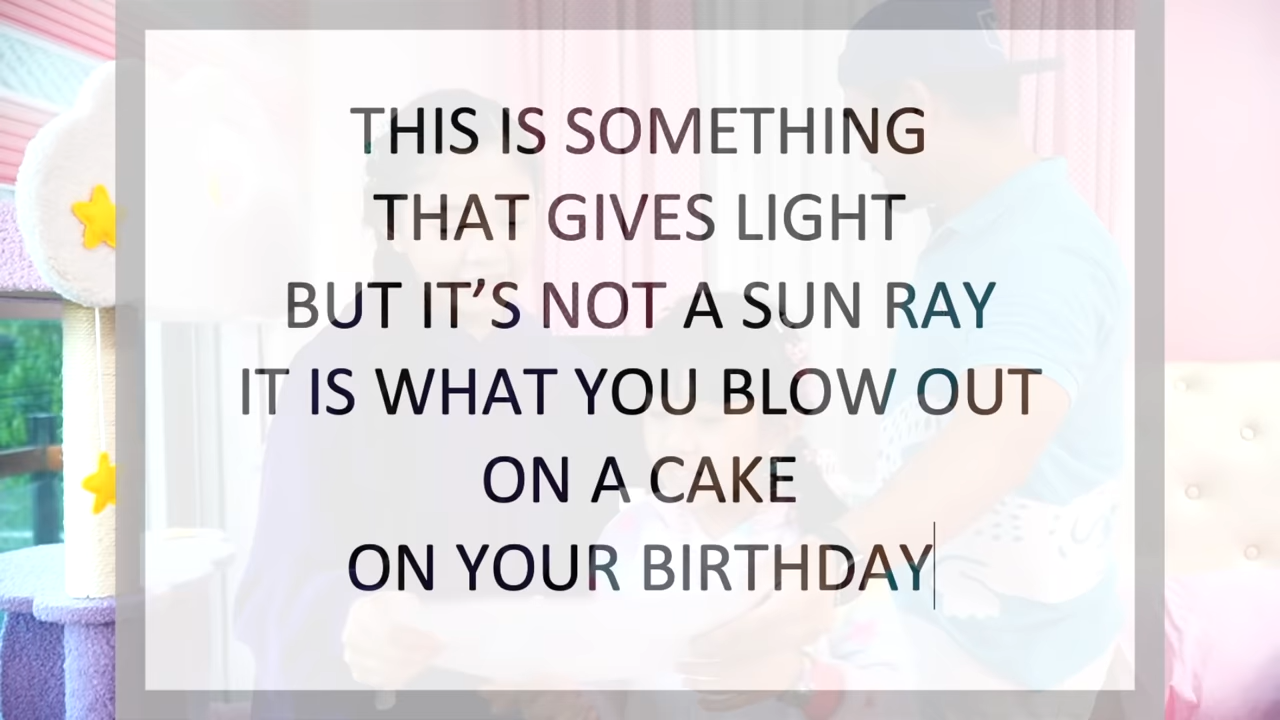 THIS IS SOMETHING
THAT GIVES LIGHT
BUT IT’S NOT A SUN RAY
IT IS WHAT YOU BLOW OUT
ON A CAKE
ON YOUR BIRTHDAY